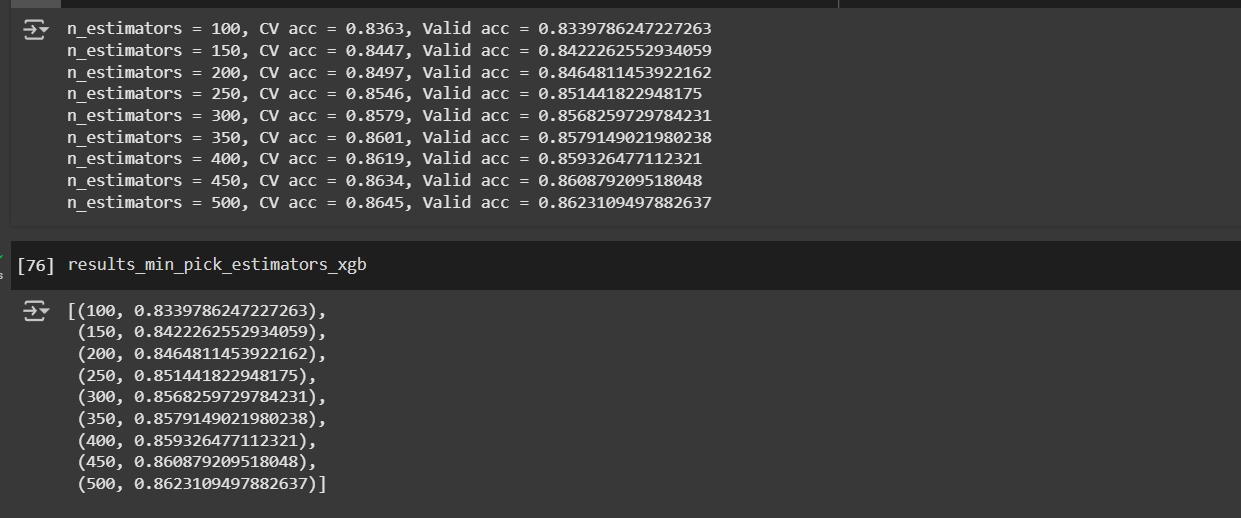 n_estimators = 100, CV acc = 0.8363, Valid acc = 0.8339786247227263
n_estimators = 150, CV acc = 0.8447, Valid acc = 0.8422262552934059
n_estimators = 200, CV acc = 0.8497, Valid acc = 0.8464811453922162
n_estimators = 250, CV acc = 0.8546, Valid acc = 0.851441822948175
n_estimators = 300, CV acc = 0.8579, Valid acc = 0.8568259729784231
n_estimators = 350, CV acc = 0.8601, Valid acc = 0.8579149021980238
n_estimators = 400, CV acc = 0.8619, Valid acc = 0.859326477112321
n_estimators = 450, CV acc = 0.8634, Valid acc = 0.860879209518048
n_estimators = 500, CV acc = 0.8645, Valid acc = 0.8623109497882637
[76] results_min_pick_estimators_xgb
[(100, 0.8339786247227263),
(150, 0.8422262552934059),
(200, 0.8464811453922162),
(250, 0.851441822948175),
(300, 0.8568259729784231),
(350, 0.8579149021980238),
(400, 0.859326477112321),
(450, 0.860879209518048),
(500, 0.8623109497882637)]